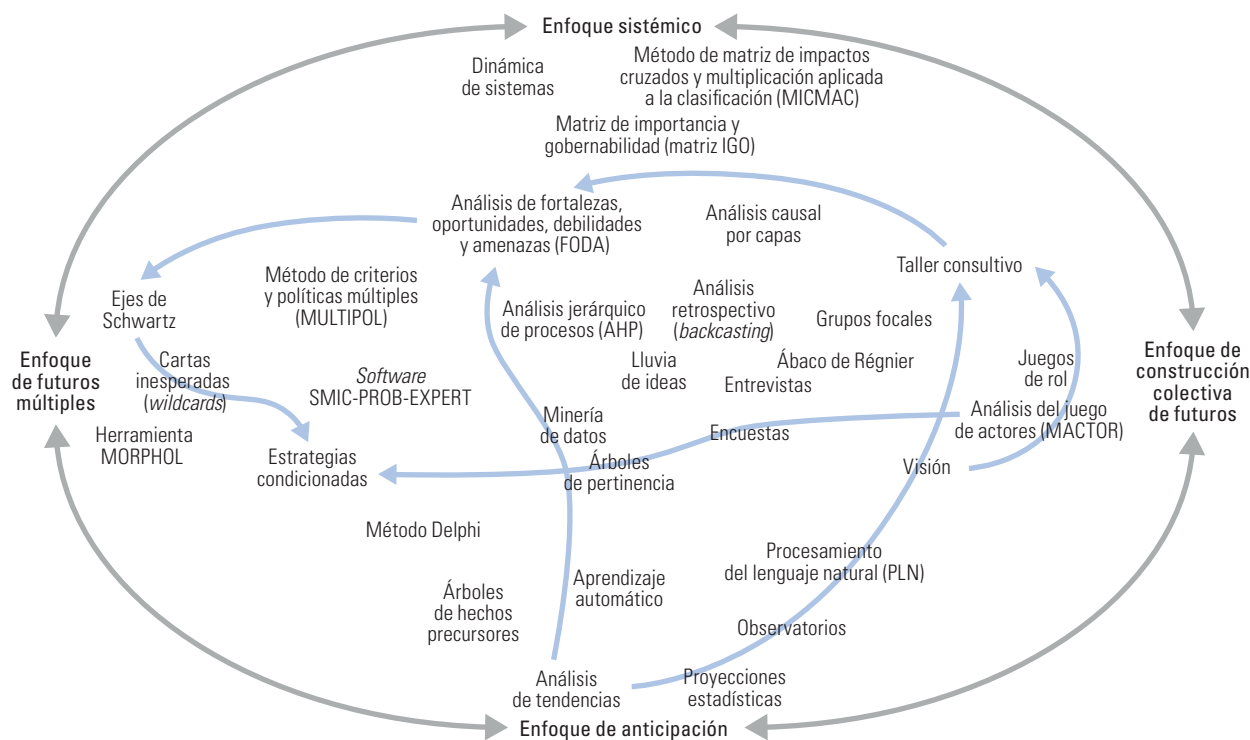 Enfoque sistémico
Dinámica
de sistemas
Método de matriz de impactos
cruzados y multiplicación aplicada
a la clasificación (MICMAC)
Matriz de importancia y
gobernabilidad (matriz IGO)
Análisis de fortalezas,
oportunidades, debilidades
y amenazas (FODA)
Análisis causal
por capas
Taller consultivo
Método de criterios
y políticas múltiples
(MULTIPOL)
Ejes de
Schwartz
Análisis jerárquico
de procesos (AHP)
Análisis
retrospectivo
(backcasting)
Grupos focales
Enfoque
de futuros
múltiples
Cartas
inesperadas
(wildcards)
Software
SMIC-PROB-EXPERT
Lluvia
de ideas
Ábaco de Régnier
Entrevistas
Juegos
de rol
Enfoque de
construcción
colectiva
de futuros
Herramienta
MORPHOL
Estrategias
condicionadas
Minería
de datos
Encuestas
Análisis del juego
de actores (MACTOR)
Árboles
de pertinencia
Visión
Método Delphi
Procesamiento
del lenguaje natural (PLN)
Árboles
de hechos
precursores
Aprendizaje
automático
Observatorios
Análisis
de tendencias
Proyecciones
estadísticas
Enfoque de anticipación